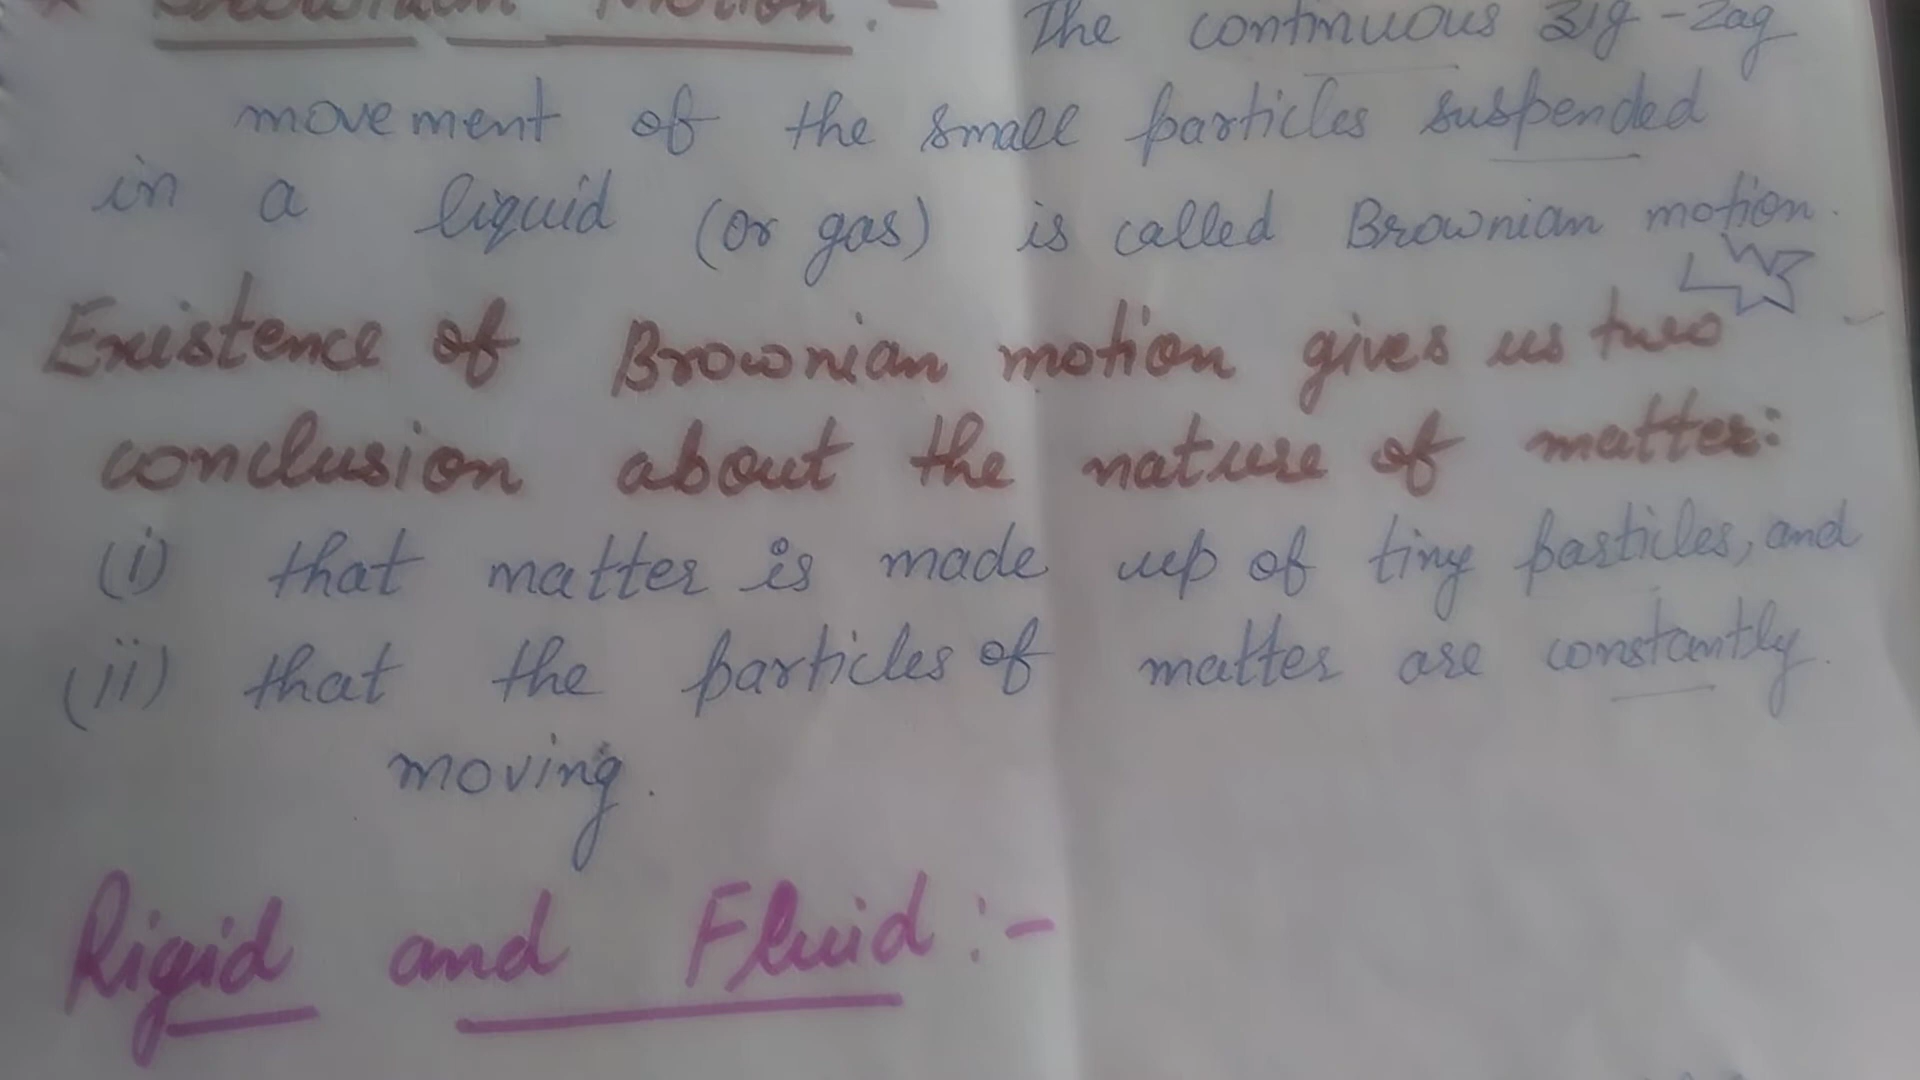 Brownian Motion :- The continuous zig-zag
movement of the small particles suspended
in a liquid (or gas) is called Brownian motion.
Existence of Brownian motion gives us two
conclusion about the nature of matter:
(i) that matter is made up of tiny particles, and
(ii) that the particles of matter are constantly
moving.
Rigid and Fluid :-